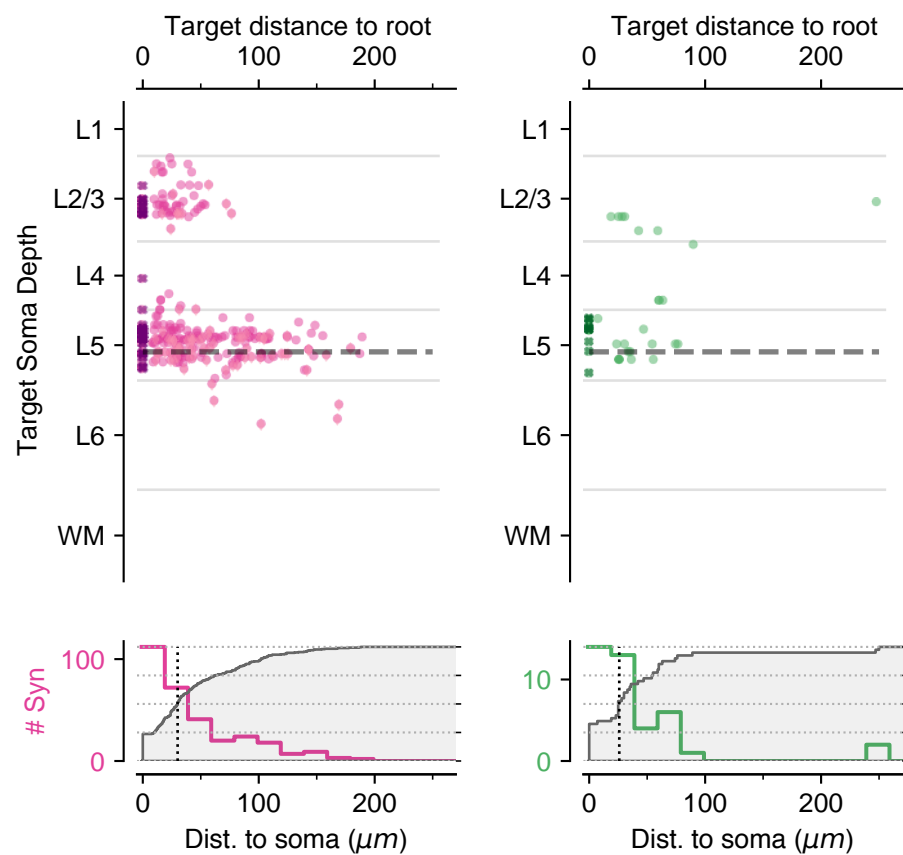 Target distance to root
Target distance to root
0 100 200
0 100 200
Target Soma Depth
L1
L2/3
L4
L5
L6
WM
L1
L2/3
L4
L5
L6
WM
# Syn
100
0
10
0
0 100 200
0 100 200
Dist. to soma (μm)
Dist. to soma (μm)